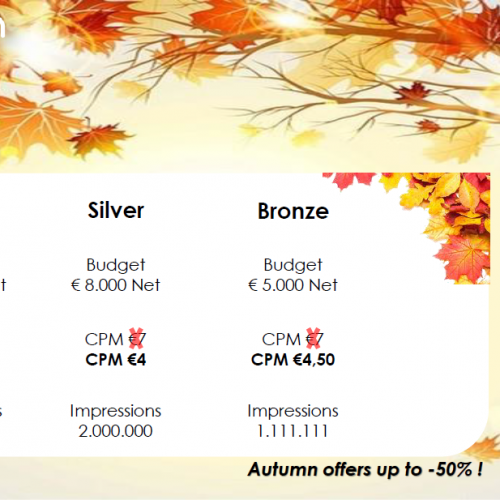 Silver
Bronze
Budget
€ 8.000 Net
Budget
€ 5.000 Net
CPM €7
CPM €4
CPM €7
CPM €4,50
Impressions
2.000.000
Impressions
1.111.111
Autumn offers up to -50% !